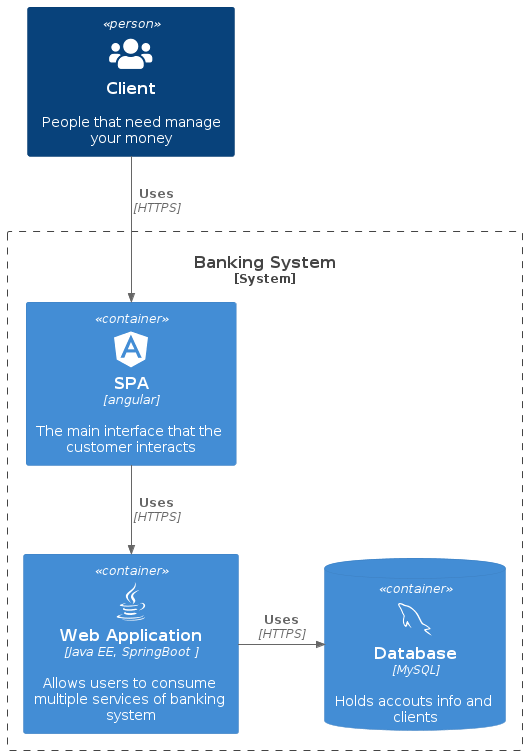 «person»
Client
People that need manage
your money
Uses
[HTTPS]
Banking System
[System]
«container»
SPA
[angular]
The main interface that the
customer interacts
Uses
[HTTPS]
«container»
Web Application
[Java EE, SpringBoot ]
Allows users to consume
multiple services of banking
system
Uses
[HTTPS]
«container»
Database
[MySQL]
Holds accouts info and
clients